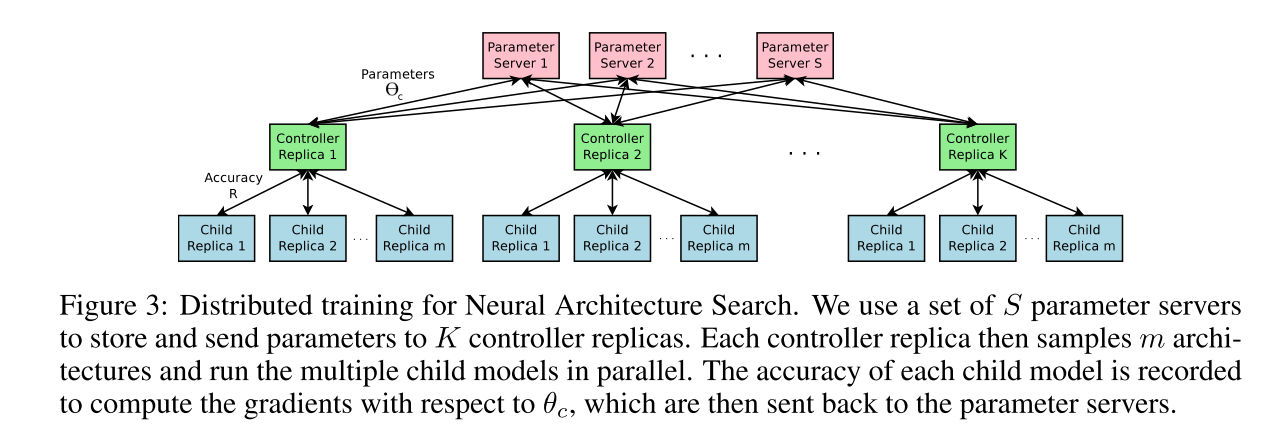 Parameter Server 1
Parameter Server 2
. . .
Parameter Server S
Parameters
θc
Controller Replica 1
Controller Replica 2
. . .
Controller Replica K
Accuracy
R
Child Replica 1
Child Replica 2
. . .
Child Replica m
Child Replica 1
Child Replica 2
. . .
Child Replica m
Child Replica 1
Child Replica 2
. . .
Child Replica m
Figure 3: Distributed training for Neural Architecture Search. We use a set of S parameter servers
to store and send parameters to K controller replicas. Each controller replica then samples m archi-
tectures and run the multiple child models in parallel. The accuracy of each child model is recorded
to compute the gradients with respect to θc, which are then sent back to the parameter servers.